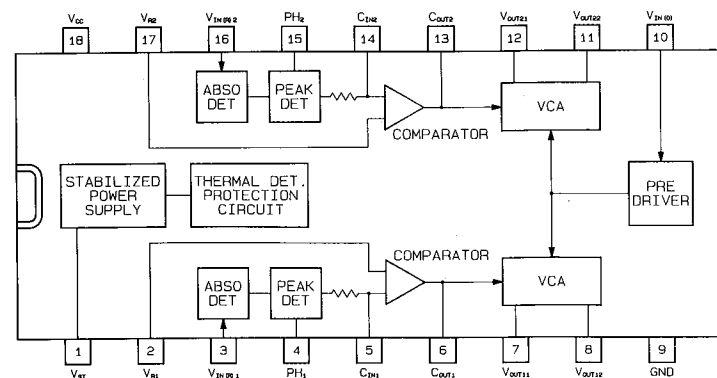 VCC VR2 VIN(P)2 PH2 CIN2 COUT2 VOUT21 VOUT22 VIN(O)
18 17 16 15 14 13 12 11 10
ABSO
DET
PEAK
DET
COMPARATOR
VCA
STABILIZED
POWER
SUPPLY
THERMAL DET.
PROTECTION
CIRCUIT
PRE
DRIVER
COMPARATOR
ABSO
DET
PEAK
DET
VCA
1 2 3 4 5 6 7 8 9
VST VR1 VIN(P)1 PH1 CIN1 COUT1 VOUT11 VOUT12 GND